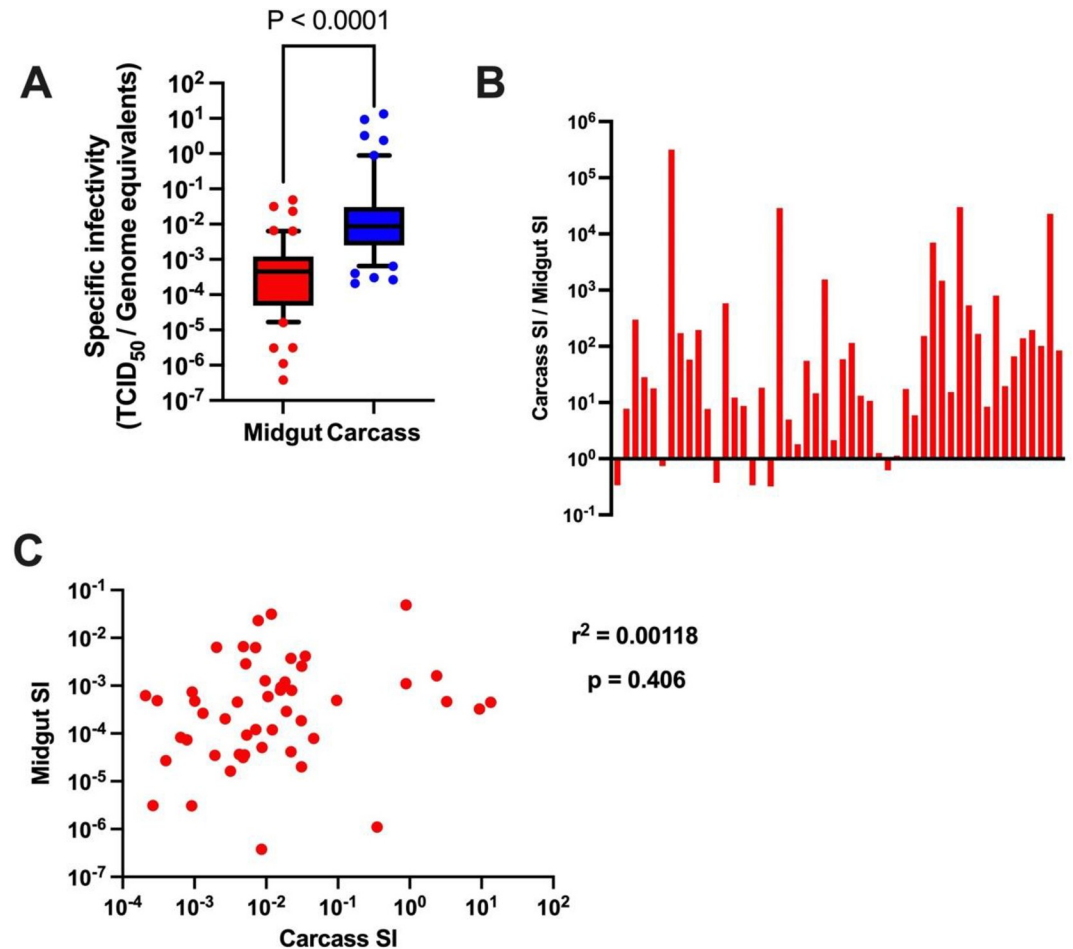 A
P < 0.0001
Specific infectivity
(TCID50 / Genome equivalents)
10^2
10^1
10^0
10^-1
10^-2
10^-3
10^-4
10^-5
10^-6
10^-7
Midgut Carcass
B
Carcass SI / Midgut SI
10^6
10^5
10^4
10^3
10^2
10^1
10^0
10^-1
C
Midgut SI
10^-1
10^-2
10^-3
10^-4
10^-5
10^-6
10^-7
10^-4 10^-3 10^-2 10^-1 10^0 10^1 10^2
Carcass SI
r^2 = 0.00118
p = 0.406